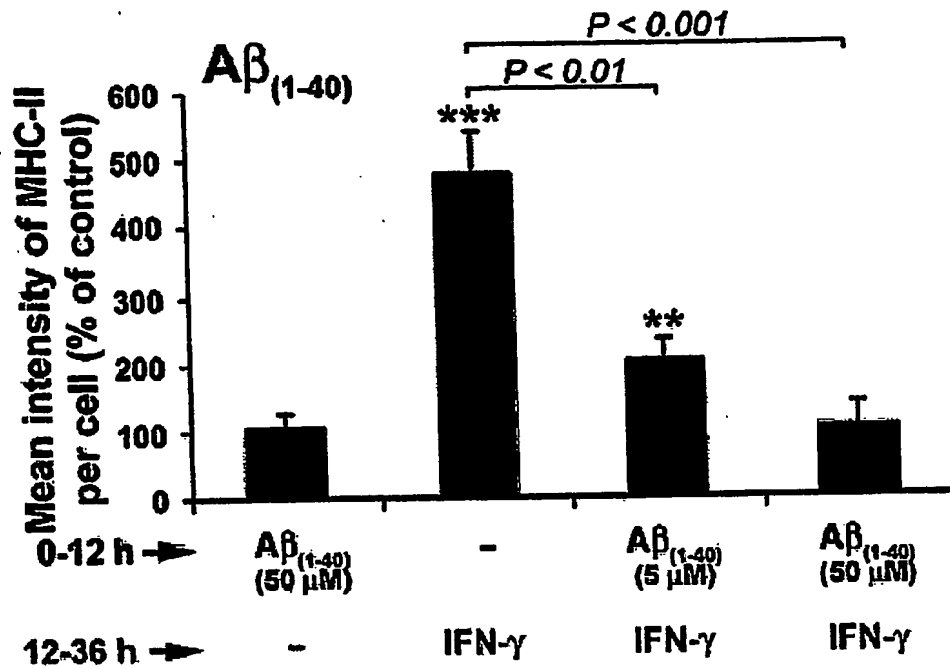 P < 0.001
Aβ(1-40)
P < 0.01
Mean intensity of MHC-II
per cell (% of control)
600
500
400
300
200
100
0
***
**
0-12 h Aβ(1-40) - Aβ(1-40) Aβ(1-40)
(50 µM) (5 µM) (50 µM)
12-36 h - IFN-γ IFN-γ IFN-γ